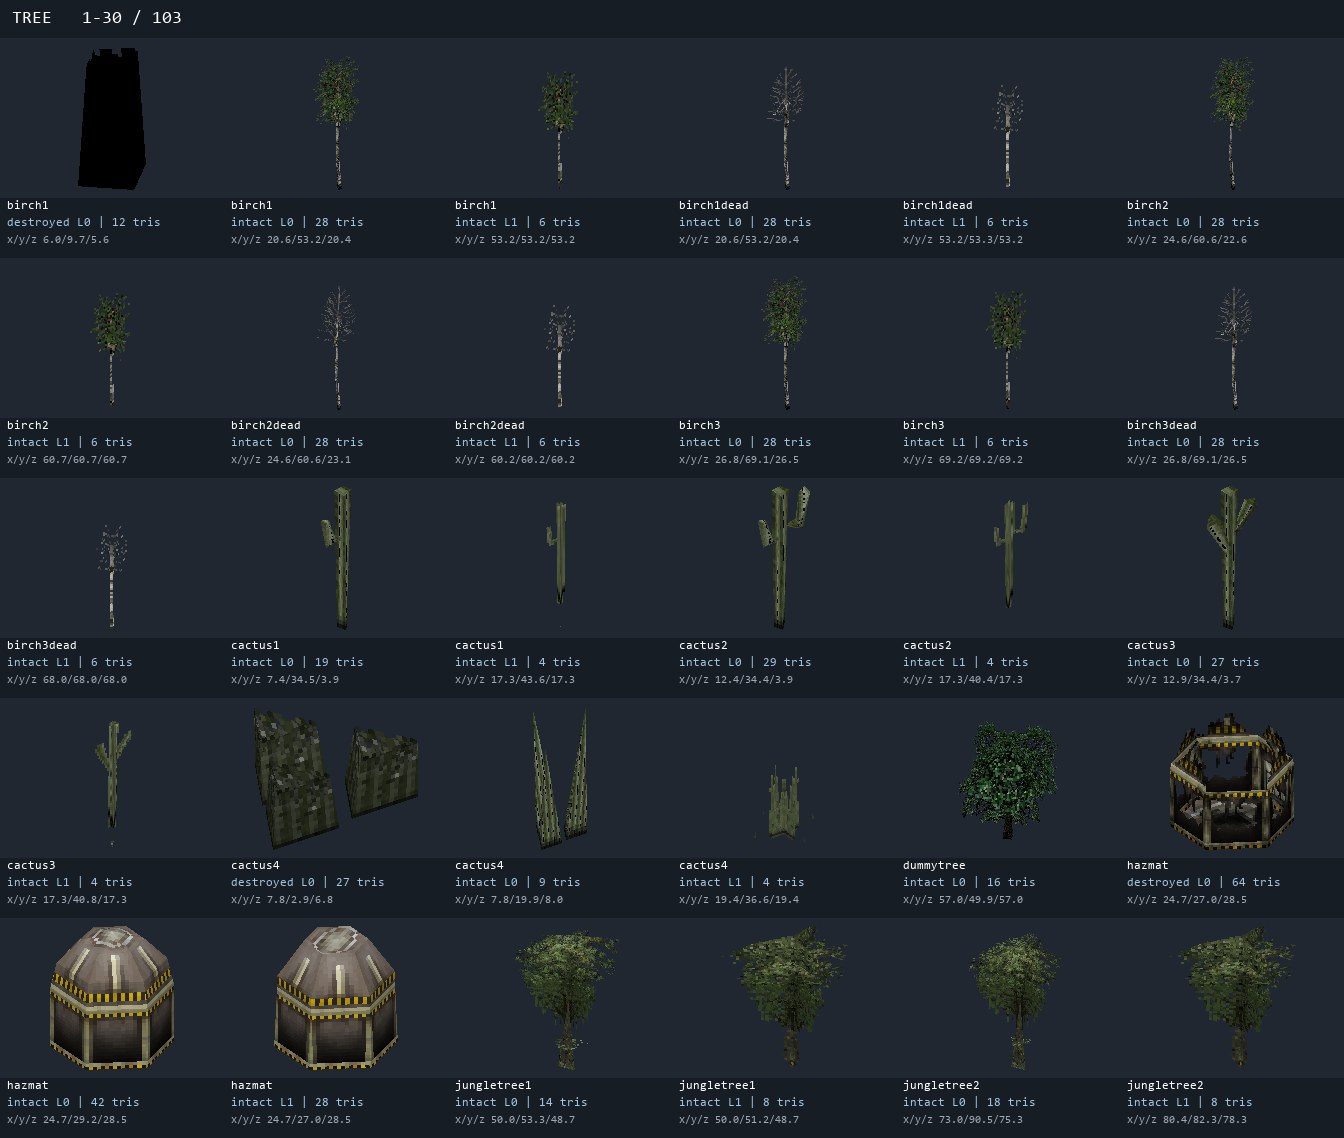 TREE 1-30 / 103
birch1
destroyed L0 | 12 tris
x/y/z 6.0/9.7/5.6
birch1
intact L0 | 28 tris
x/y/z 20.6/53.2/20.4
birch1
intact L1 | 6 tris
x/y/z 53.2/53.2/53.2
birch1dead
intact L0 | 28 tris
x/y/z 20.6/53.2/20.4
birch1dead
intact L1 | 6 tris
x/y/z 53.2/53.3/53.2
birch2
intact L0 | 28 tris
x/y/z 24.6/60.6/22.6
birch2
intact L1 | 6 tris
x/y/z 60.7/60.7/60.7
birch2dead
intact L0 | 28 tris
x/y/z 24.6/60.6/23.1
birch2dead
intact L1 | 6 tris
x/y/z 60.2/60.2/60.2
birch3
intact L0 | 28 tris
x/y/z 26.8/69.1/26.5
birch3
intact L1 | 6 tris
x/y/z 69.2/69.2/69.2
birch3dead
intact L0 | 28 tris
x/y/z 26.8/69.1/26.5
birch3dead
intact L1 | 6 tris
x/y/z 68.0/68.0/68.0
cactus1
intact L0 | 19 tris
x/y/z 7.4/34.5/3.9
cactus1
intact L1 | 4 tris
x/y/z 17.3/43.6/17.3
cactus2
intact L0 | 29 tris
x/y/z 12.4/34.4/3.9
cactus2
intact L1 | 4 tris
x/y/z 17.3/40.4/17.3
cactus3
intact L0 | 27 tris
x/y/z 12.9/34.4/3.7
cactus3
intact L1 | 4 tris
x/y/z 17.3/40.8/17.3
cactus4
destroyed L0 | 27 tris
x/y/z 7.8/2.9/6.8
cactus4
intact L0 | 9 tris
x/y/z 7.8/19.9/8.0
cactus4
intact L1 | 4 tris
x/y/z 19.4/36.6/19.4
dummytree
intact L0 | 16 tris
x/y/z 57.0/49.9/57.0
hazmat
destroyed L0 | 64 tris
x/y/z 24.7/27.0/28.5
hazmat
intact L0 | 42 tris
x/y/z 24.7/29.2/28.5
hazmat
intact L1 | 28 tris
x/y/z 24.7/27.0/28.5
jungletree1
intact L0 | 14 tris
x/y/z 50.0/53.3/48.7
jungletree1
intact L1 | 8 tris
x/y/z 50.0/51.2/48.7
jungletree2
intact L0 | 18 tris
x/y/z 73.0/90.5/75.3
jungletree2
intact L1 | 8 tris
x/y/z 80.4/82.3/78.3